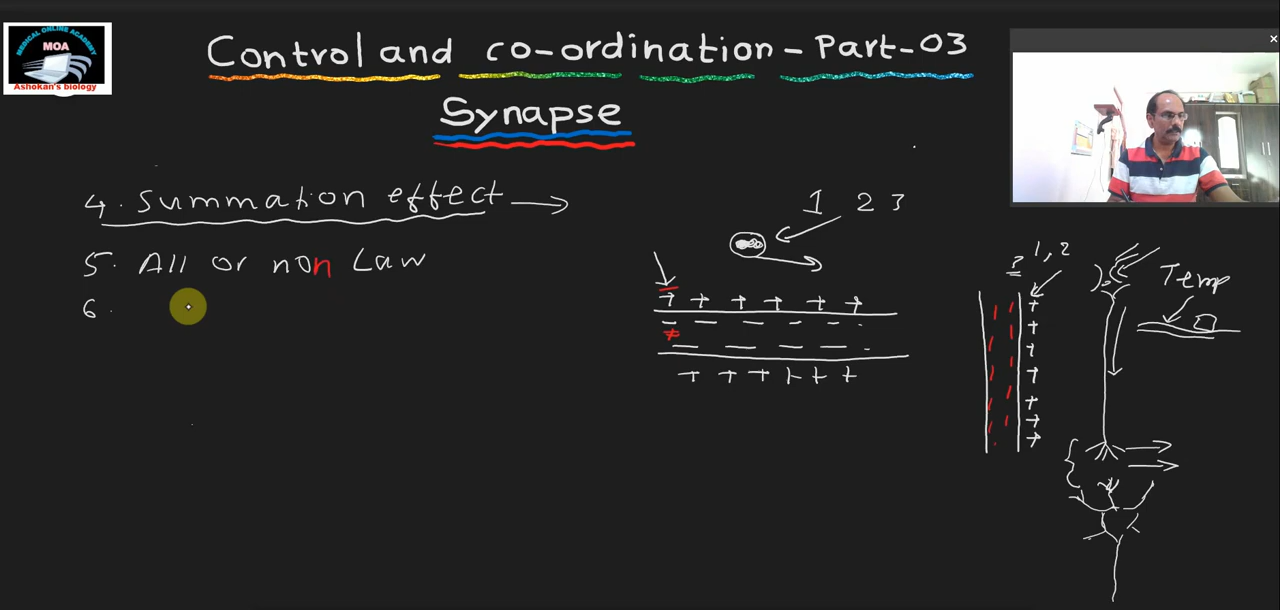 MEDICAL ONLINE ACADEMY
MOA
Ashokan's biology
Control and co-ordination - Part-03
Synapse
4. Summation effect →
5. All or non Law
6.
1 2 3
+ + + + + +
- - - - - -
+
- - - - -
+ + + + + +
? 1, 2
+
+
+
+
+
+
+
Temp